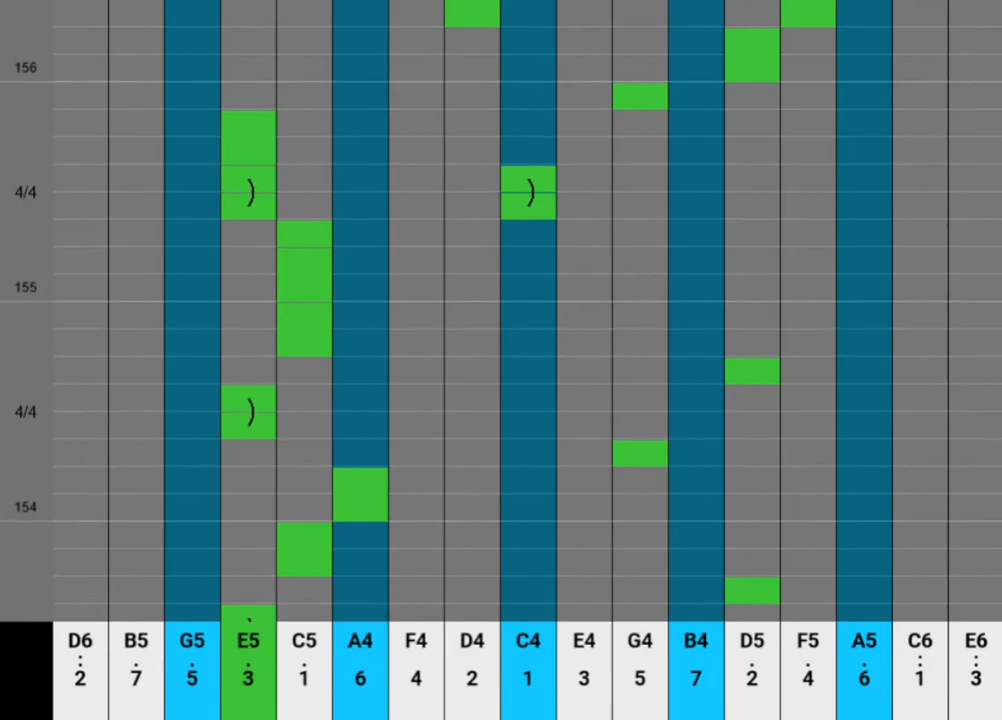 156
4/4 ) )
155
4/4 )
154
D6 B5 G5 E5 C5 A4 F4 D4 C4 E4 G4 B4 D5 F5 A5 C6 E6
: . . . . . . . : :
2 7 5 3 1 6 4 2 1 3 5 7 2 4 6 1 3